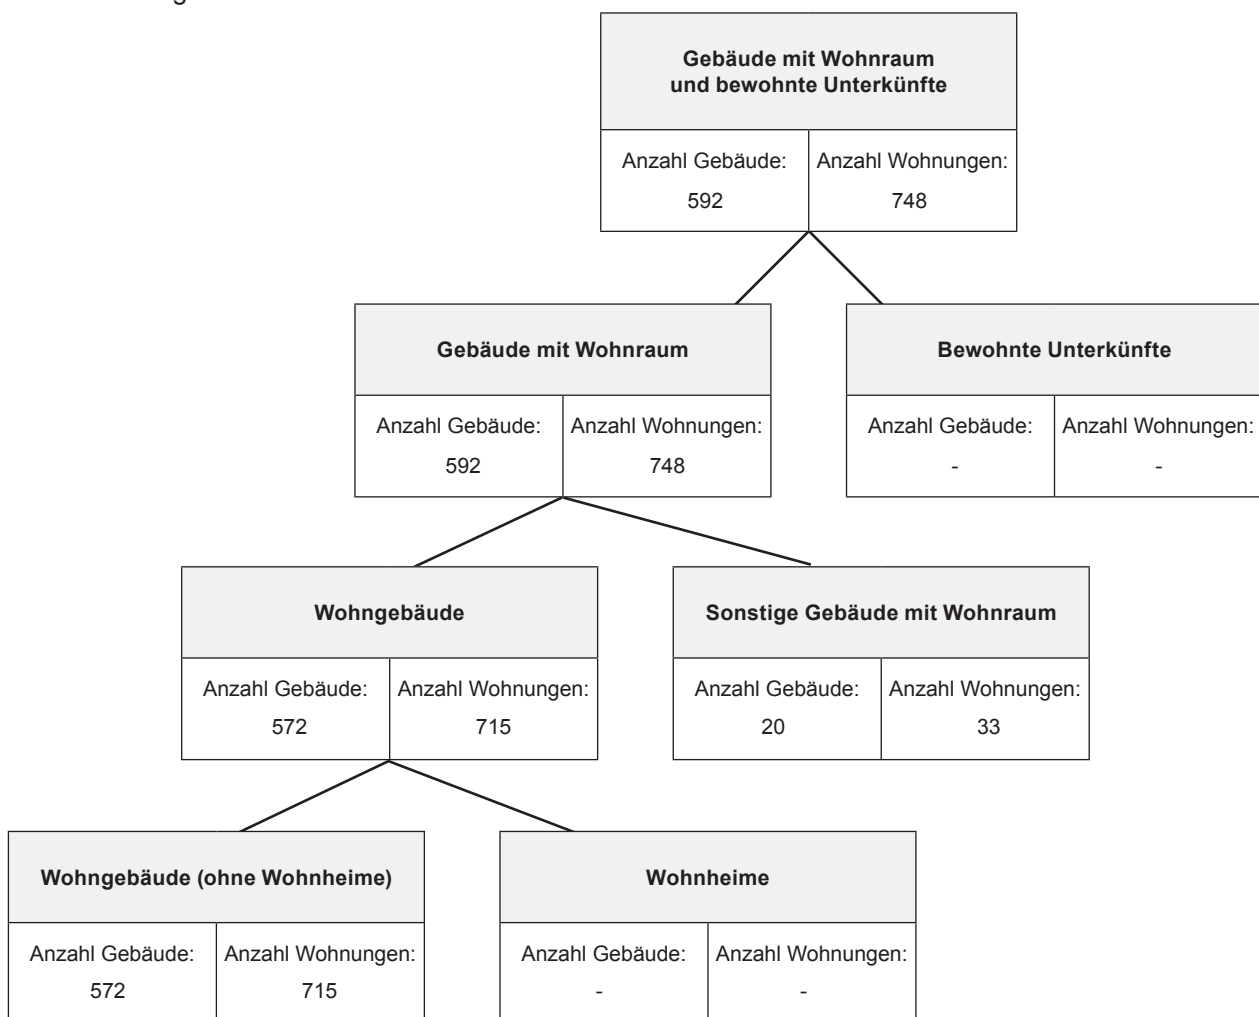 Gebäude mit Wohnraum
und bewohnte Unterkünfte
Anzahl Gebäude: Anzahl Wohnungen:
592 748
Gebäude mit Wohnraum
Anzahl Gebäude: Anzahl Wohnungen:
592 748
Bewohnte Unterkünfte
Anzahl Gebäude: Anzahl Wohnungen:
- -
Wohngebäude
Anzahl Gebäude: Anzahl Wohnungen:
572 715
Sonstige Gebäude mit Wohnraum
Anzahl Gebäude: Anzahl Wohnungen:
20 33
Wohngebäude (ohne Wohnheime)
Anzahl Gebäude: Anzahl Wohnungen:
572 715
Wohnheime
Anzahl Gebäude: Anzahl Wohnungen:
- -